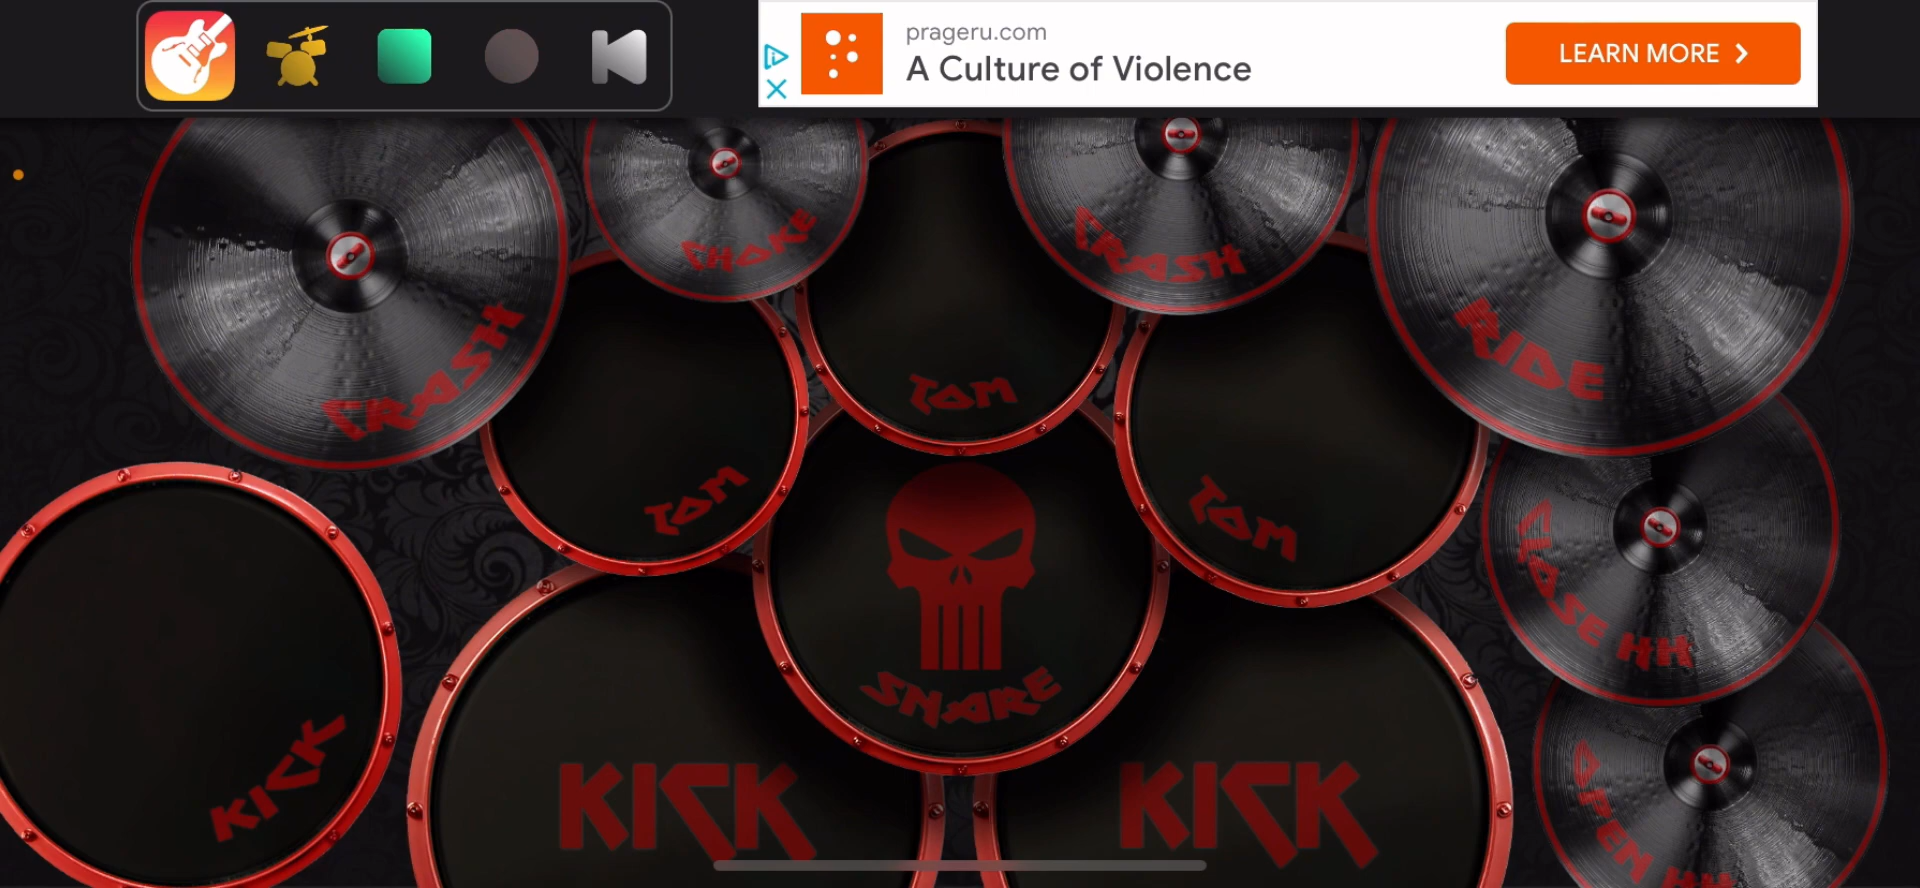 prageru.com
A Culture of Violence
LEARN MORE
CRASH
CHOKE
CRASH
RIDE
TOM
TOM
TOM
CLOSE HH
SNARE
KICK
KICK
KICK
OPEN HH